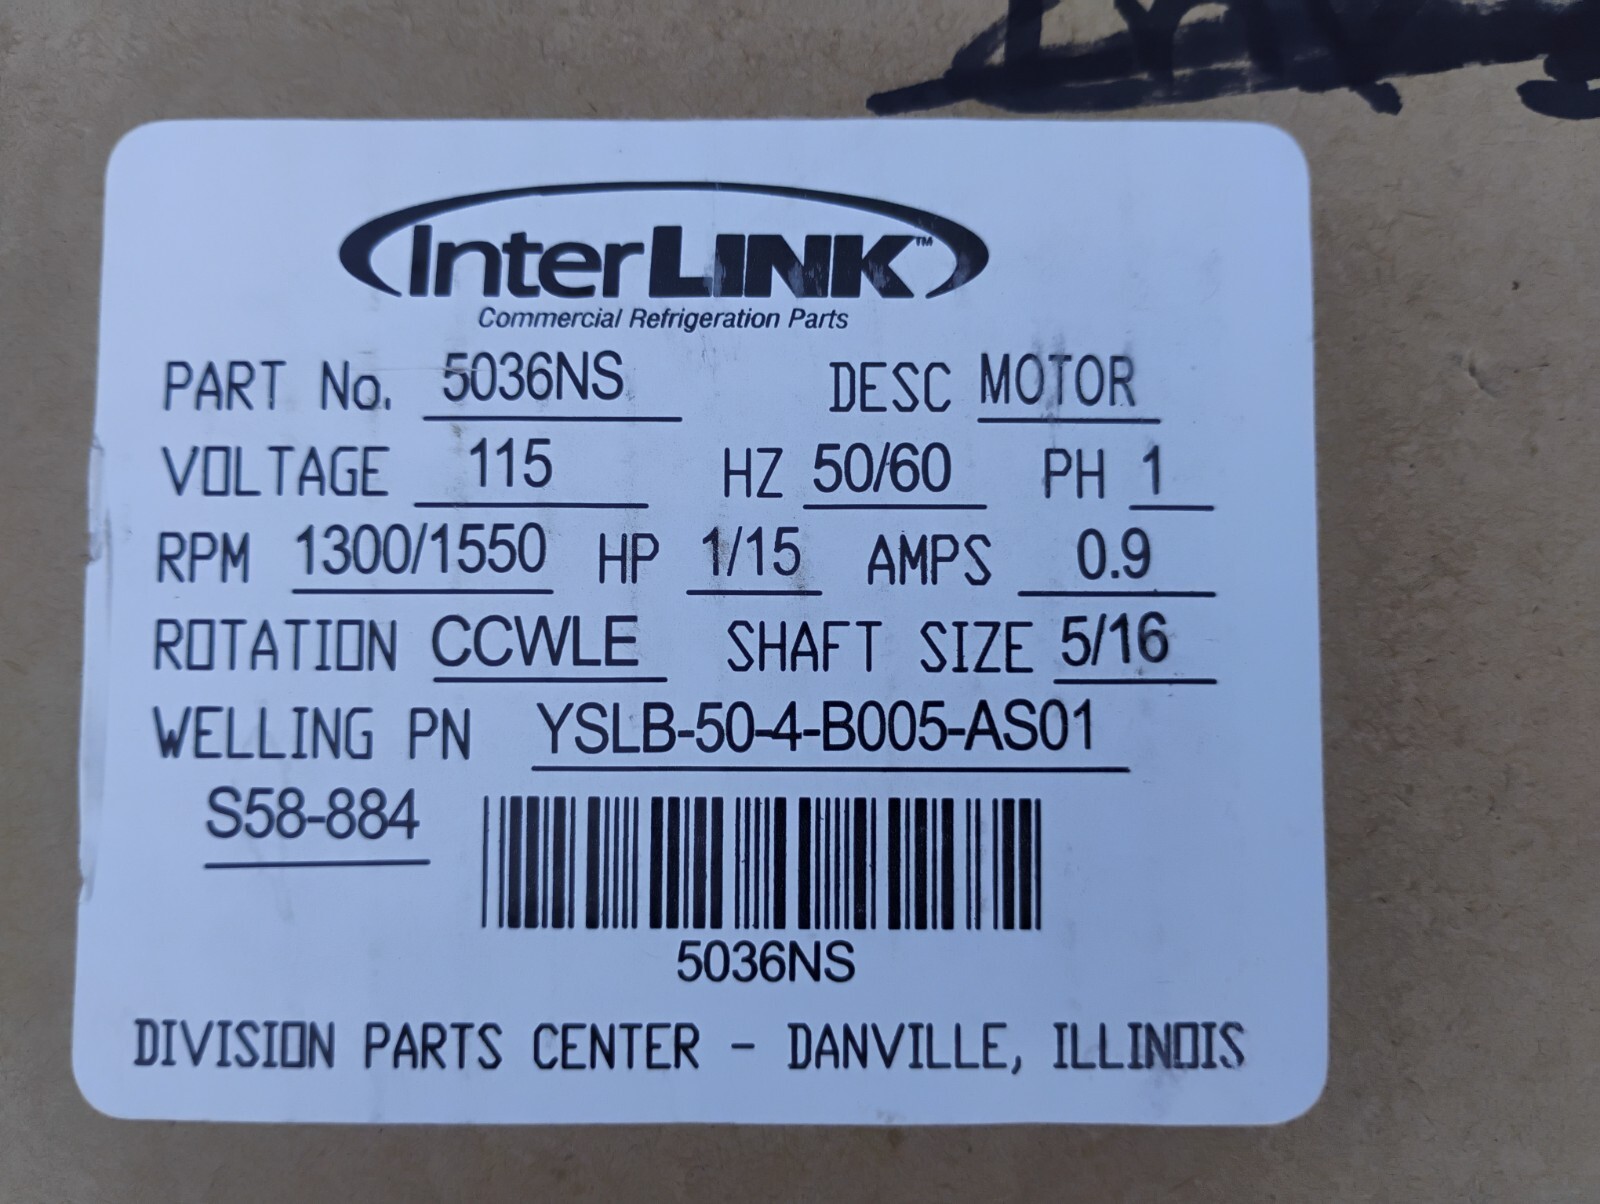 InterLINK™
Commercial Refrigeration Parts
PART No. 5036NS DESC MOTOR
VOLTAGE 115 HZ 50/60 PH 1
RPM 1300/1550 HP 1/15 AMPS 0.9
ROTATION CCWLE SHAFT SIZE 5/16
WELLING PN YSLB-50-4-B005-AS01
S58-884
5036NS
DIVISION PARTS CENTER - DANVILLE, ILLINOIS